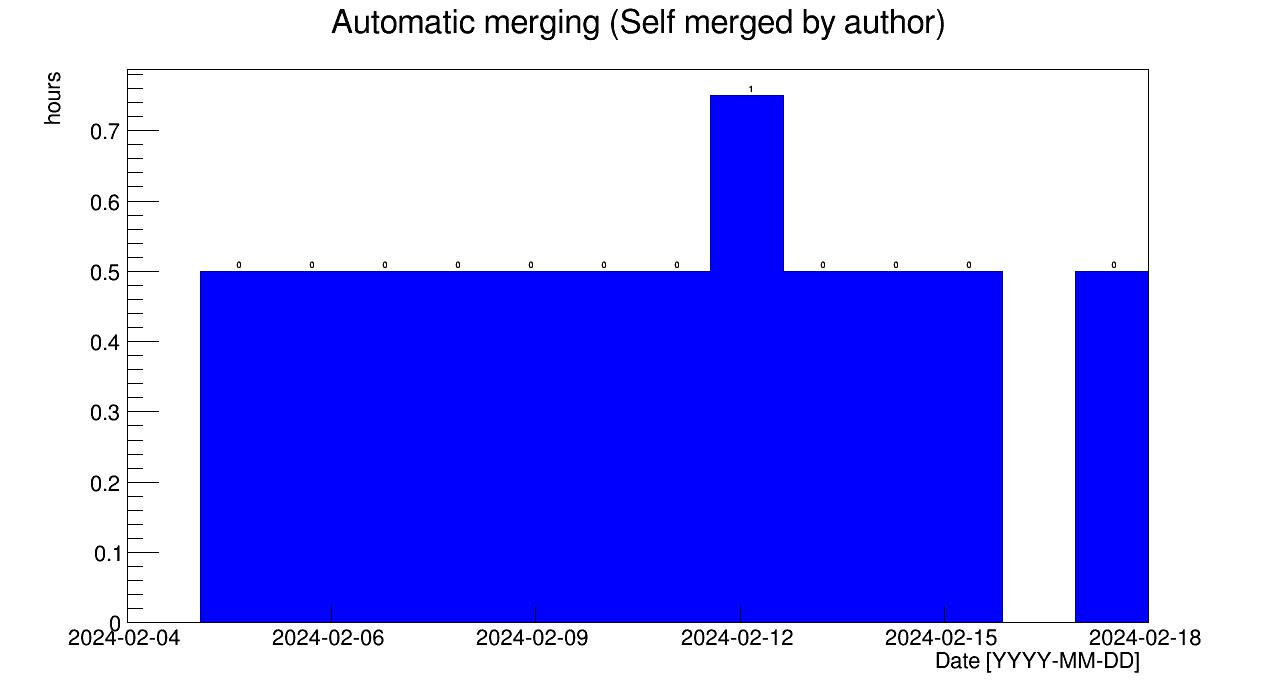 Automatic merging (Self merged by author)
hours
1
0.7
0.6
0 0 0 0 0 0 0 0 0 0 0
0.5
0.4
0.3
0.2
0.1
0
2024-02-04 2024-02-06 2024-02-09 2024-02-12 2024-02-15 2024-02-18
Date [YYYY-MM-DD]